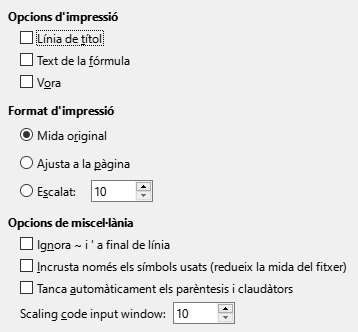 Opcions d'impressió
Línia de títol
Text de la fórmula
Vora
Format d'impressió
Mida original
Ajusta a la pàgina
Escalat: 10
Opcions de miscel·lània
Ignora ~ i ' a final de línia
Incrusta només els símbols usats (redueix la mida del fitxer)
Tanca automàticament els parèntesis i claudàtors
Scaling code input window: 10